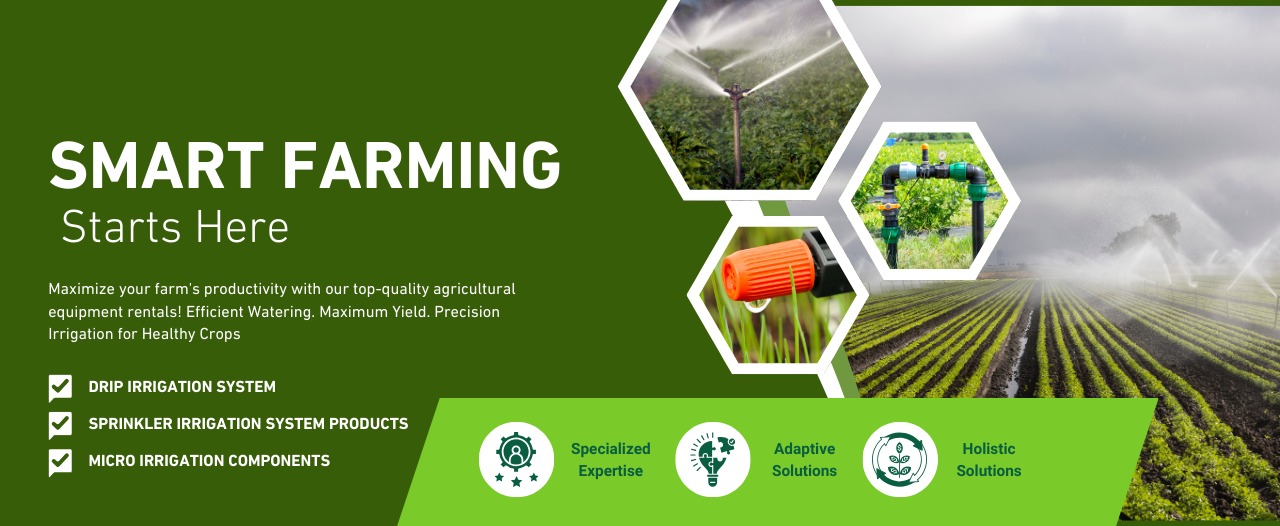 SMART FARMING
Starts Here
Maximize your farm's productivity with our top-quality agricultural
equipment rentals! Efficient Watering. Maximum Yield. Precision
Irrigation for Healthy Crops
DRIP IRRIGATION SYSTEM
SPRINKLER IRRIGATION SYSTEM PRODUCTS
MICRO IRRIGATION COMPONENTS
Specialized
Expertise
Adaptive
Solutions
Holistic
Solutions